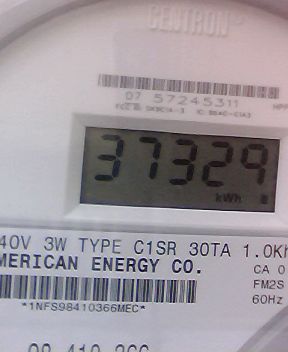 CENTRON
07 57245311
37329
kWh
40V 3W TYPE C1SR 30TA 1.0Kh
MERICAN ENERGY CO.
CA 0
FM2S
60Hz
*1NFS98410366MEC*